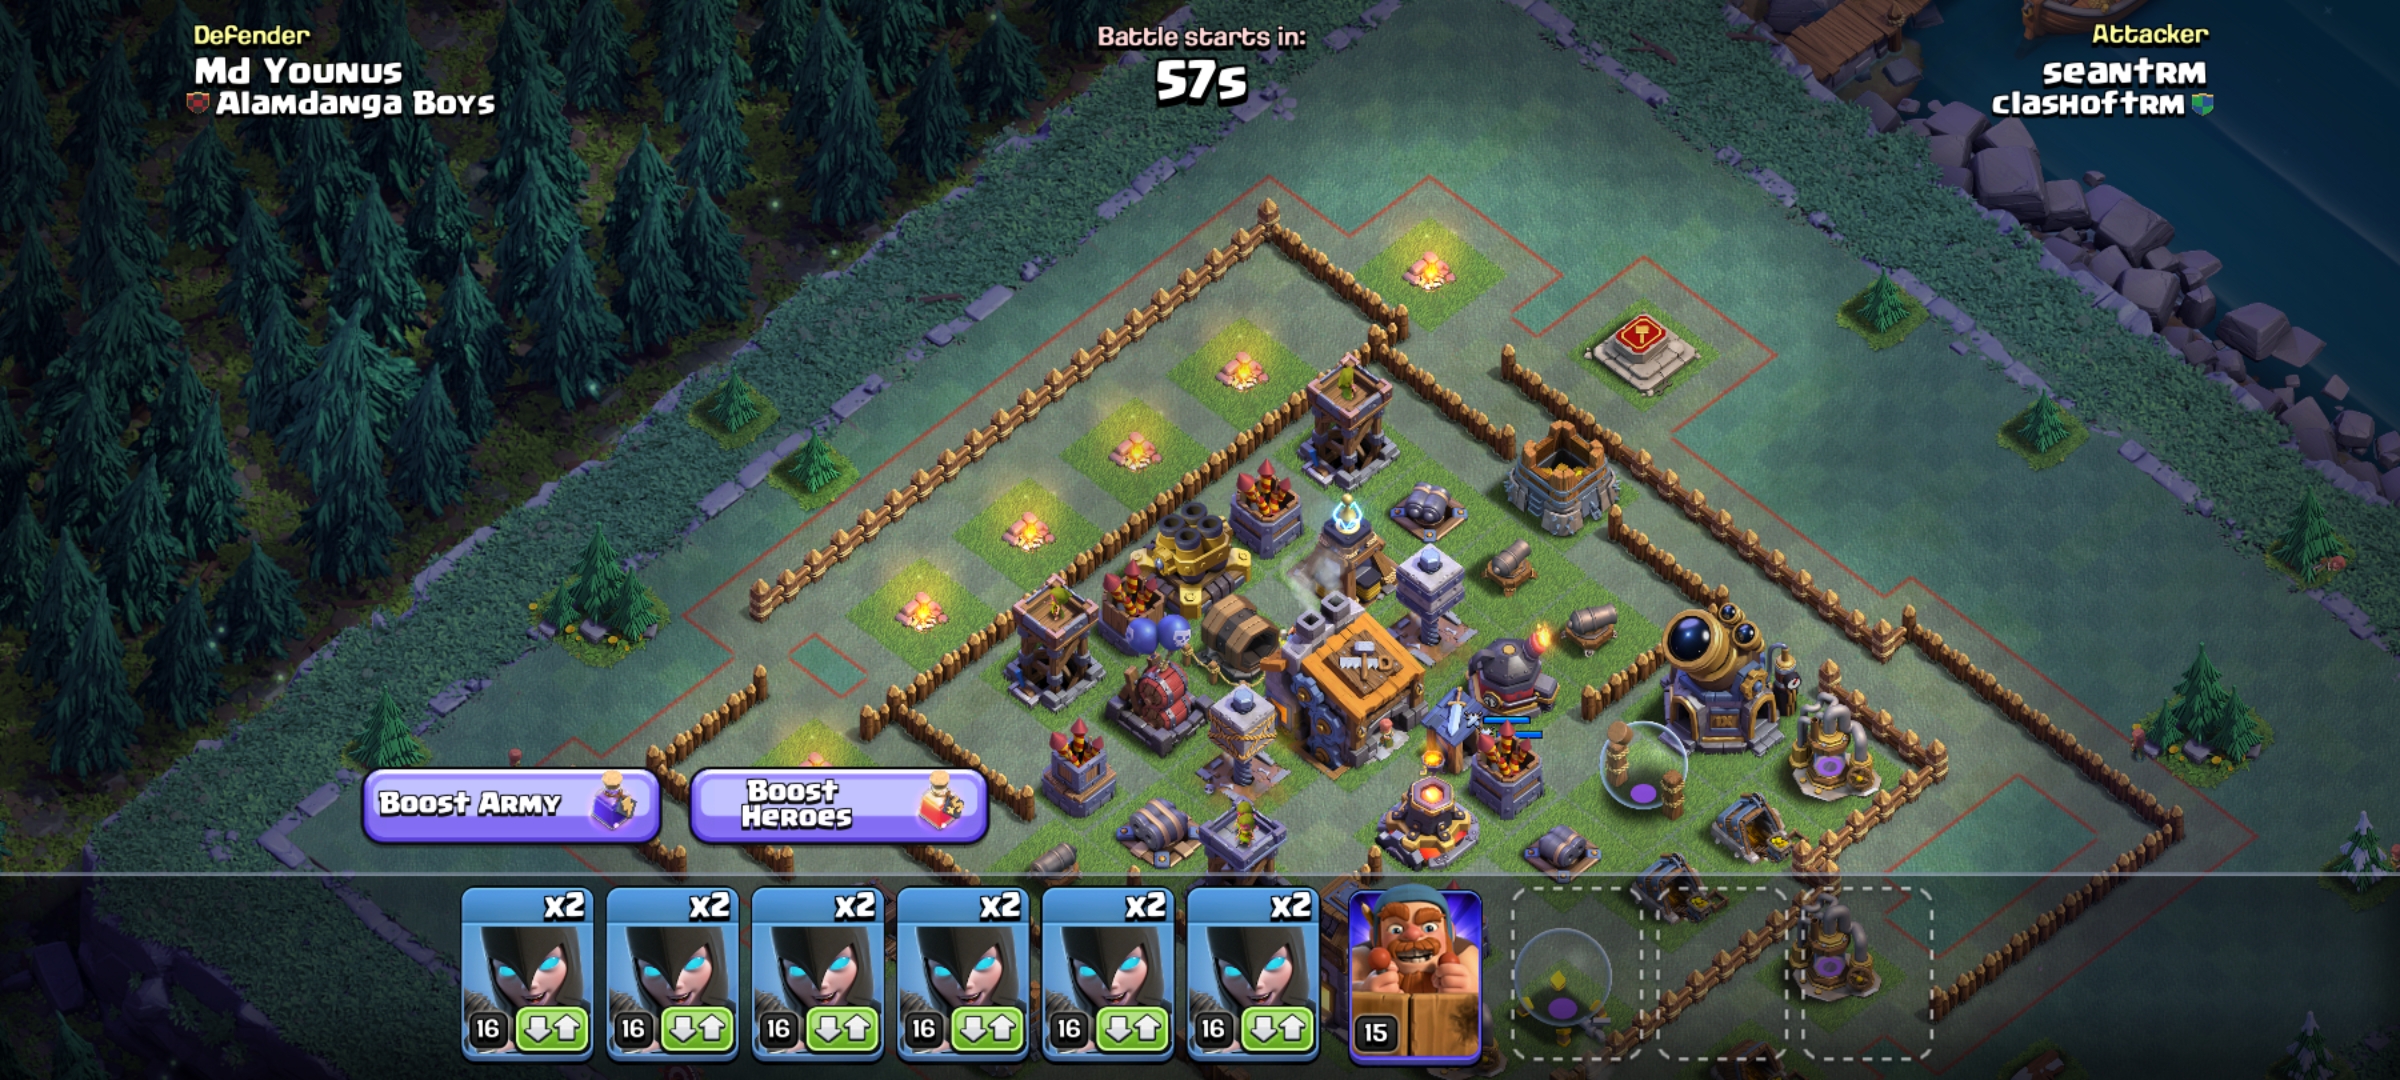 Defender
Md Younus
Alamdanga Boys
Battle starts in:
57s
Attacker
seantrm
clashoftrm
Boost Army
Boost
Heroes
x2
x2
x2
x2
x2
x2
16
16
16
16
16
16
15